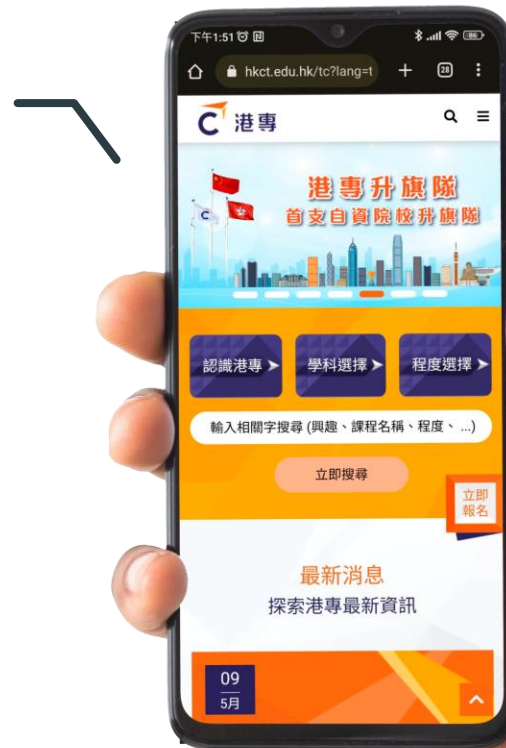 下午1:51
86
hkct.edu.hk/tc?lang=t
28
C 港專
港專升旗隊
首支自資院校升旗隊
C
認識港專 ➤
學科選擇 ➤
程度選擇 ➤
輸入相關字搜尋 (興趣、課程名稱、程度、 ...)
立即搜尋
立即
報名
最新消息
探索港專最新資訊
09
5月